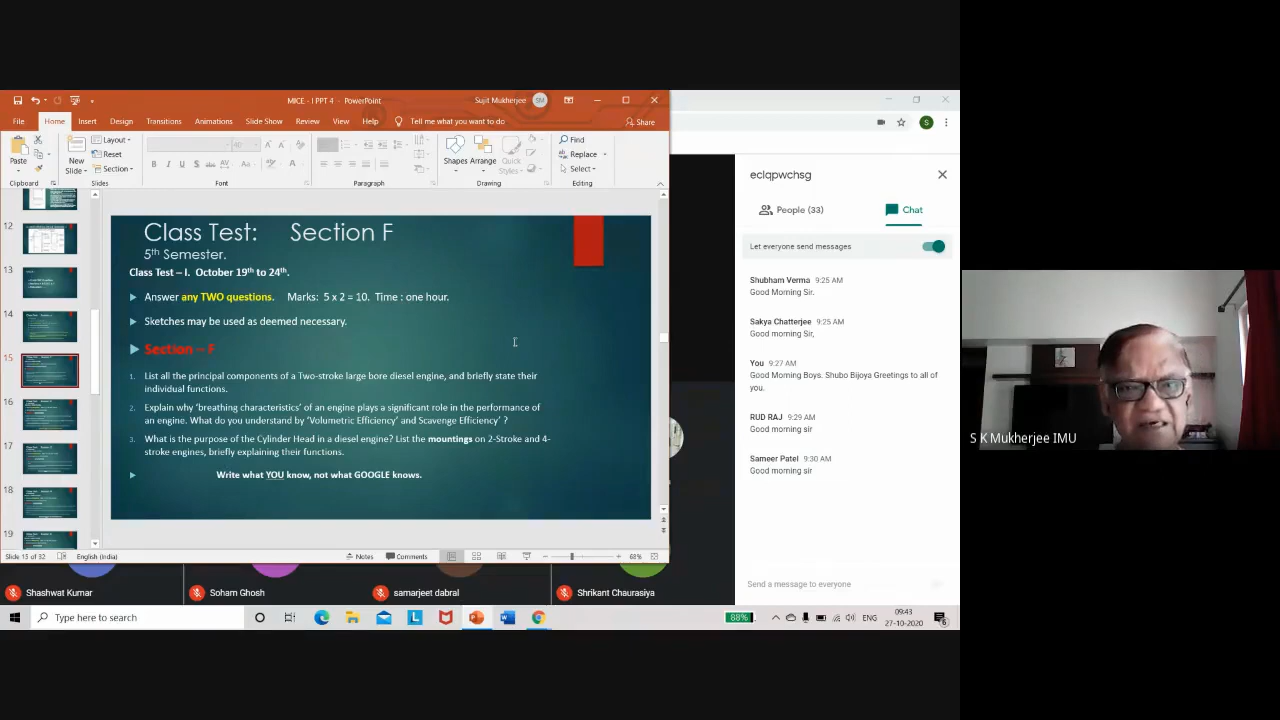 MICE - I PPT 4 - PowerPoint
Sujit Mukherjee
SM
File Home Insert Design Transitions Animations Slide Show Review View Help Tell me what you want to do Share
Paste
New
Slide
Layout
Reset
Section
Shapes Arrange Quick
Styles
Find
Replace
Select
Clipboard Slides Font Paragraph Drawing Editing
12
13
14
15
16
17
18
19
Class Test: Section F
5th Semester.
Class Test – I. October 19th to 24th.
Answer any TWO questions. Marks: 5 x 2 = 10. Time : one hour.
Sketches may be used as deemed necessary.
Section – F
1. List all the principal components of a Two-stroke large bore diesel engine, and briefly state their
individual functions.
2. Explain why ‘breathing characteristics’ of an engine plays a significant role in the performance of
an engine. What do you understand by ‘Volumetric Efficiency’ and Scavenge Efficiency’ ?
3. What is the purpose of the Cylinder Head in a diesel engine? List the mountings on 2-Stroke and 4-
stroke engines, briefly explaining their functions.
Write what YOU know, not what GOOGLE knows.
Slide 15 of 32 English (India) Notes Comments 68%
Shashwat Kumar
Soham Ghosh
samarjeet dabral
Shrikant Chaurasiya
S
eclqpwchsg
People (33) Chat
Let everyone send messages
Shubham Verma 9:25 AM
Good Morning Sir.
Sakya Chatterjee 9:25 AM
Good morning Sir,
You 9:27 AM
Good Morning Boys. Shubo Bijoya Greetings to all of
you.
RUD RAJ 9:29 AM
Good morning sir
Sameer Patel 9:30 AM
Good morning sir
Send a message to everyone
S K Mukherjee IMU
Type here to search
88%
ENG
09:43
27-10-2020
6